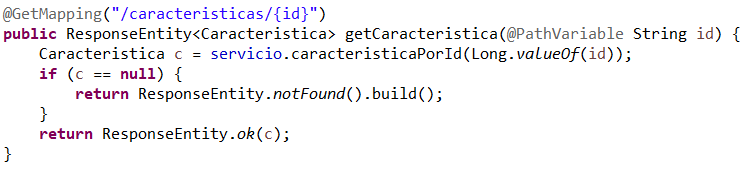 @GetMapping("/caracteristicas/{id}")
public ResponseEntity<Caracteristica> getCaracteristica(@PathVariable String id) {
    Caracteristica c = servicio.caracteristicaPorId(Long.valueOf(id));
    if (c == null) {
        return ResponseEntity.notFound().build();
    }
    return ResponseEntity.ok(c);
}